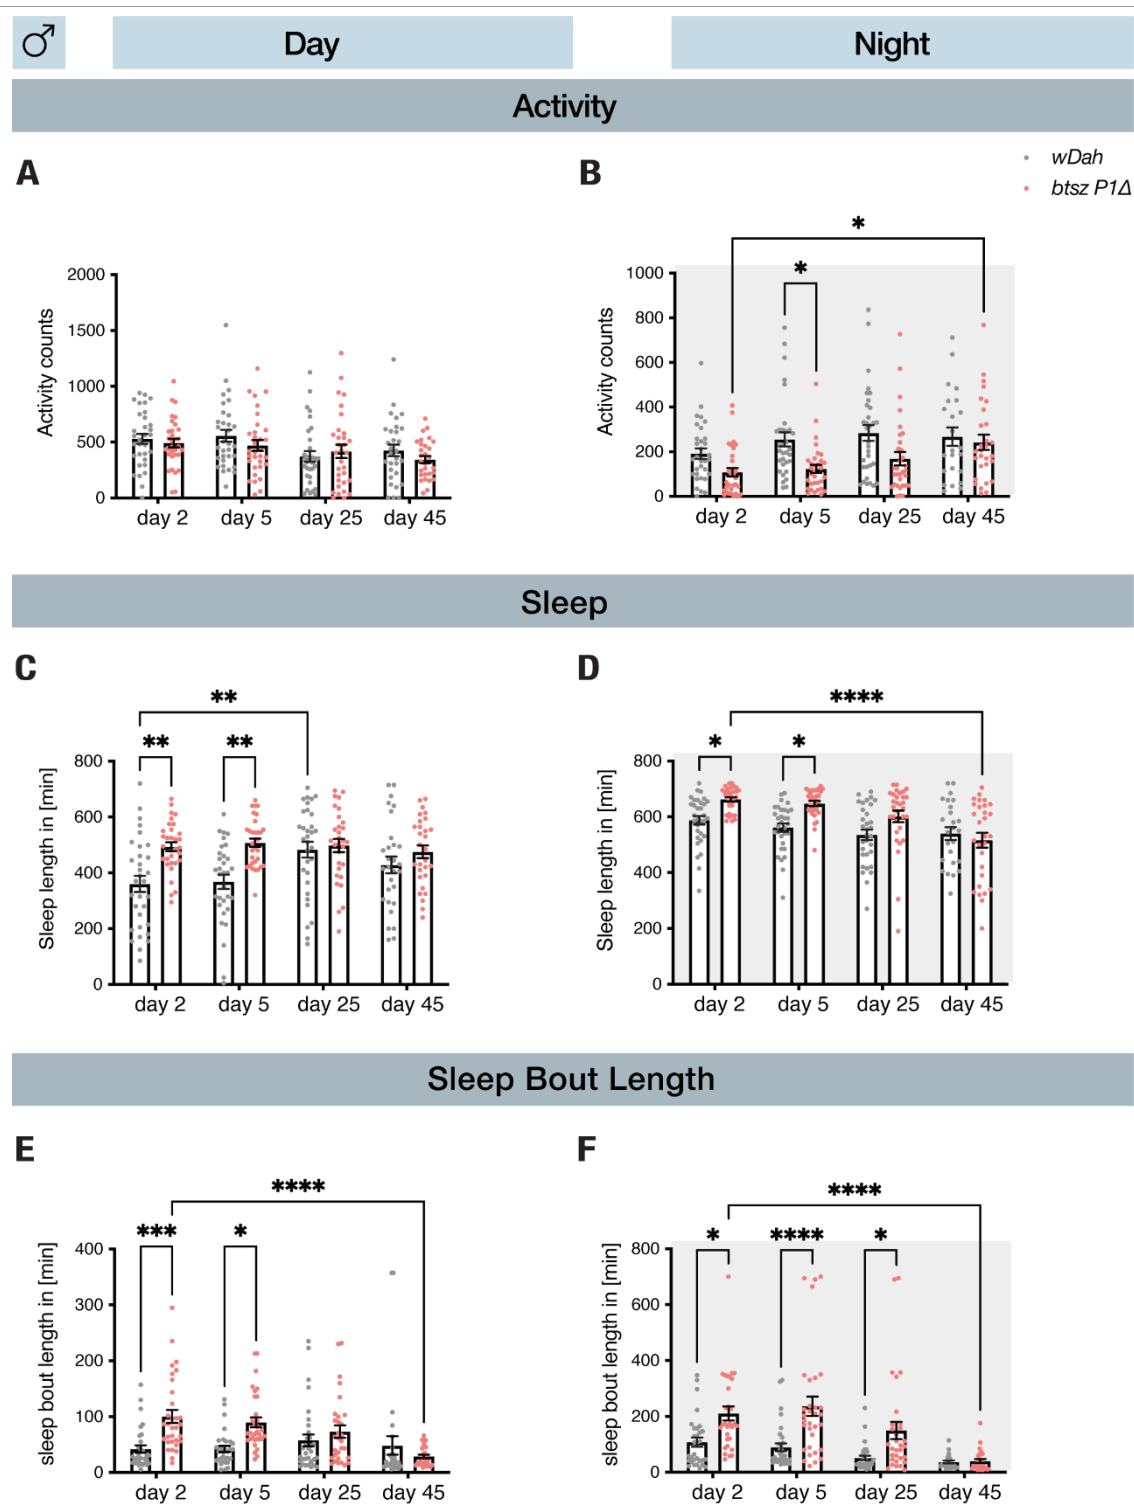 ♂ Day Night
Activity
A
B
wDah
btsz P1Δ
*
*
Activity counts
2000
1500
1000
500
0
day 2 day 5 day 25 day 45
Activity counts
1000
800
600
400
200
0
day 2 day 5 day 25 day 45
Sleep
C
D
**
** **
Sleep length in [min]
800
600
400
200
0
day 2 day 5 day 25 day 45
****
* *
Sleep length in [min]
800
600
400
200
0
day 2 day 5 day 25 day 45
Sleep Bout Length
E
F
****
*** *
sleep bout length in [min]
400
300
200
100
0
day 2 day 5 day 25 day 45
****
* **** *
sleep bout length in [min]
800
600
400
200
0
day 2 day 5 day 25 day 45